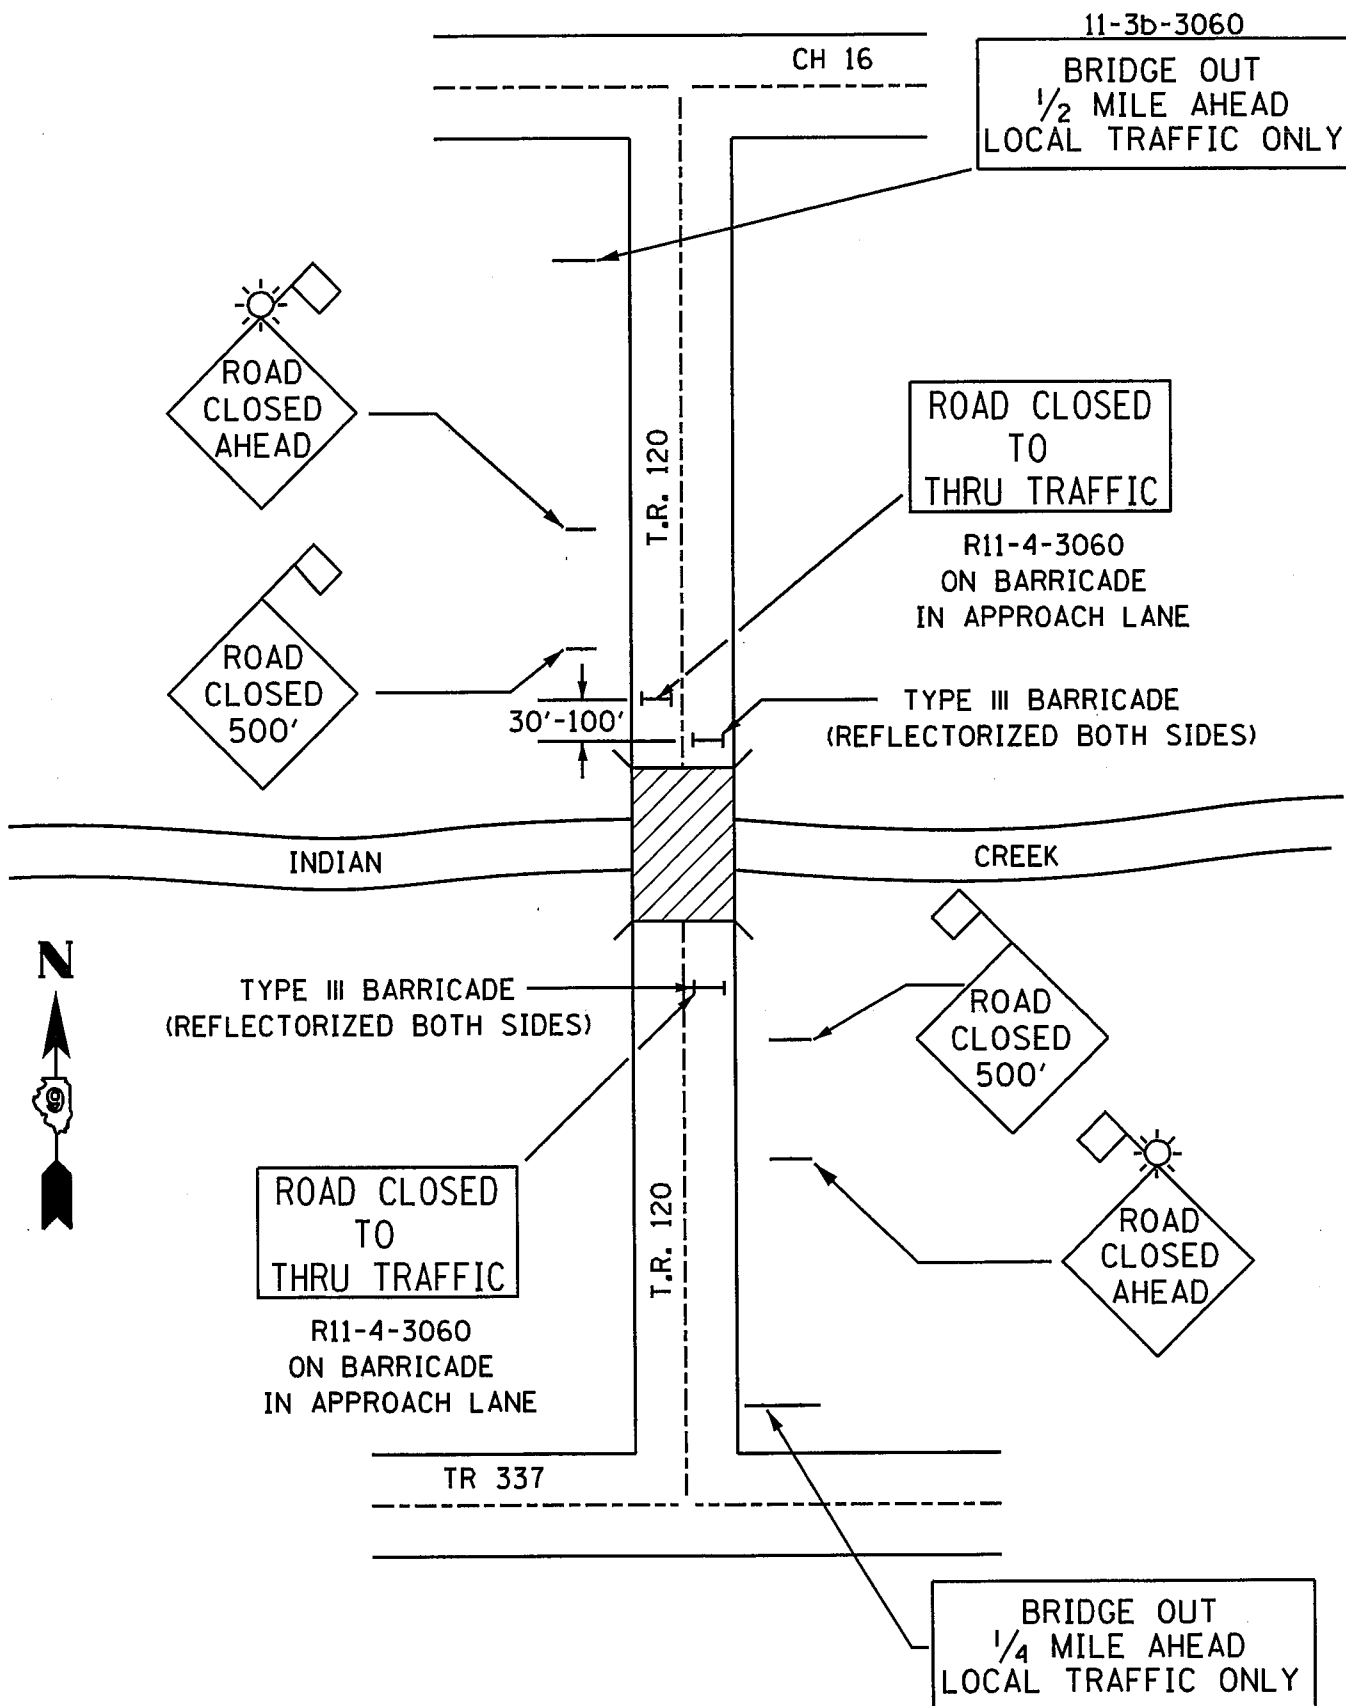 11-3b-3060
CH 16
BRIDGE OUT
1/2 MILE AHEAD
LOCAL TRAFFIC ONLY
ROAD
CLOSED
AHEAD
T.R. 120
ROAD CLOSED
TO
THRU TRAFFIC
R11-4-3060
ON BARRICADE
IN APPROACH LANE
ROAD
CLOSED
500'
30'-100'
TYPE III BARRICADE
(REFLECTORIZED BOTH SIDES)
INDIAN
CREEK
N
9
TYPE III BARRICADE
(REFLECTORIZED BOTH SIDES)
ROAD
CLOSED
500'
ROAD CLOSED
TO
THRU TRAFFIC
R11-4-3060
ON BARRICADE
IN APPROACH LANE
T.R. 120
ROAD
CLOSED
AHEAD
TR 337
BRIDGE OUT
1/4 MILE AHEAD
LOCAL TRAFFIC ONLY